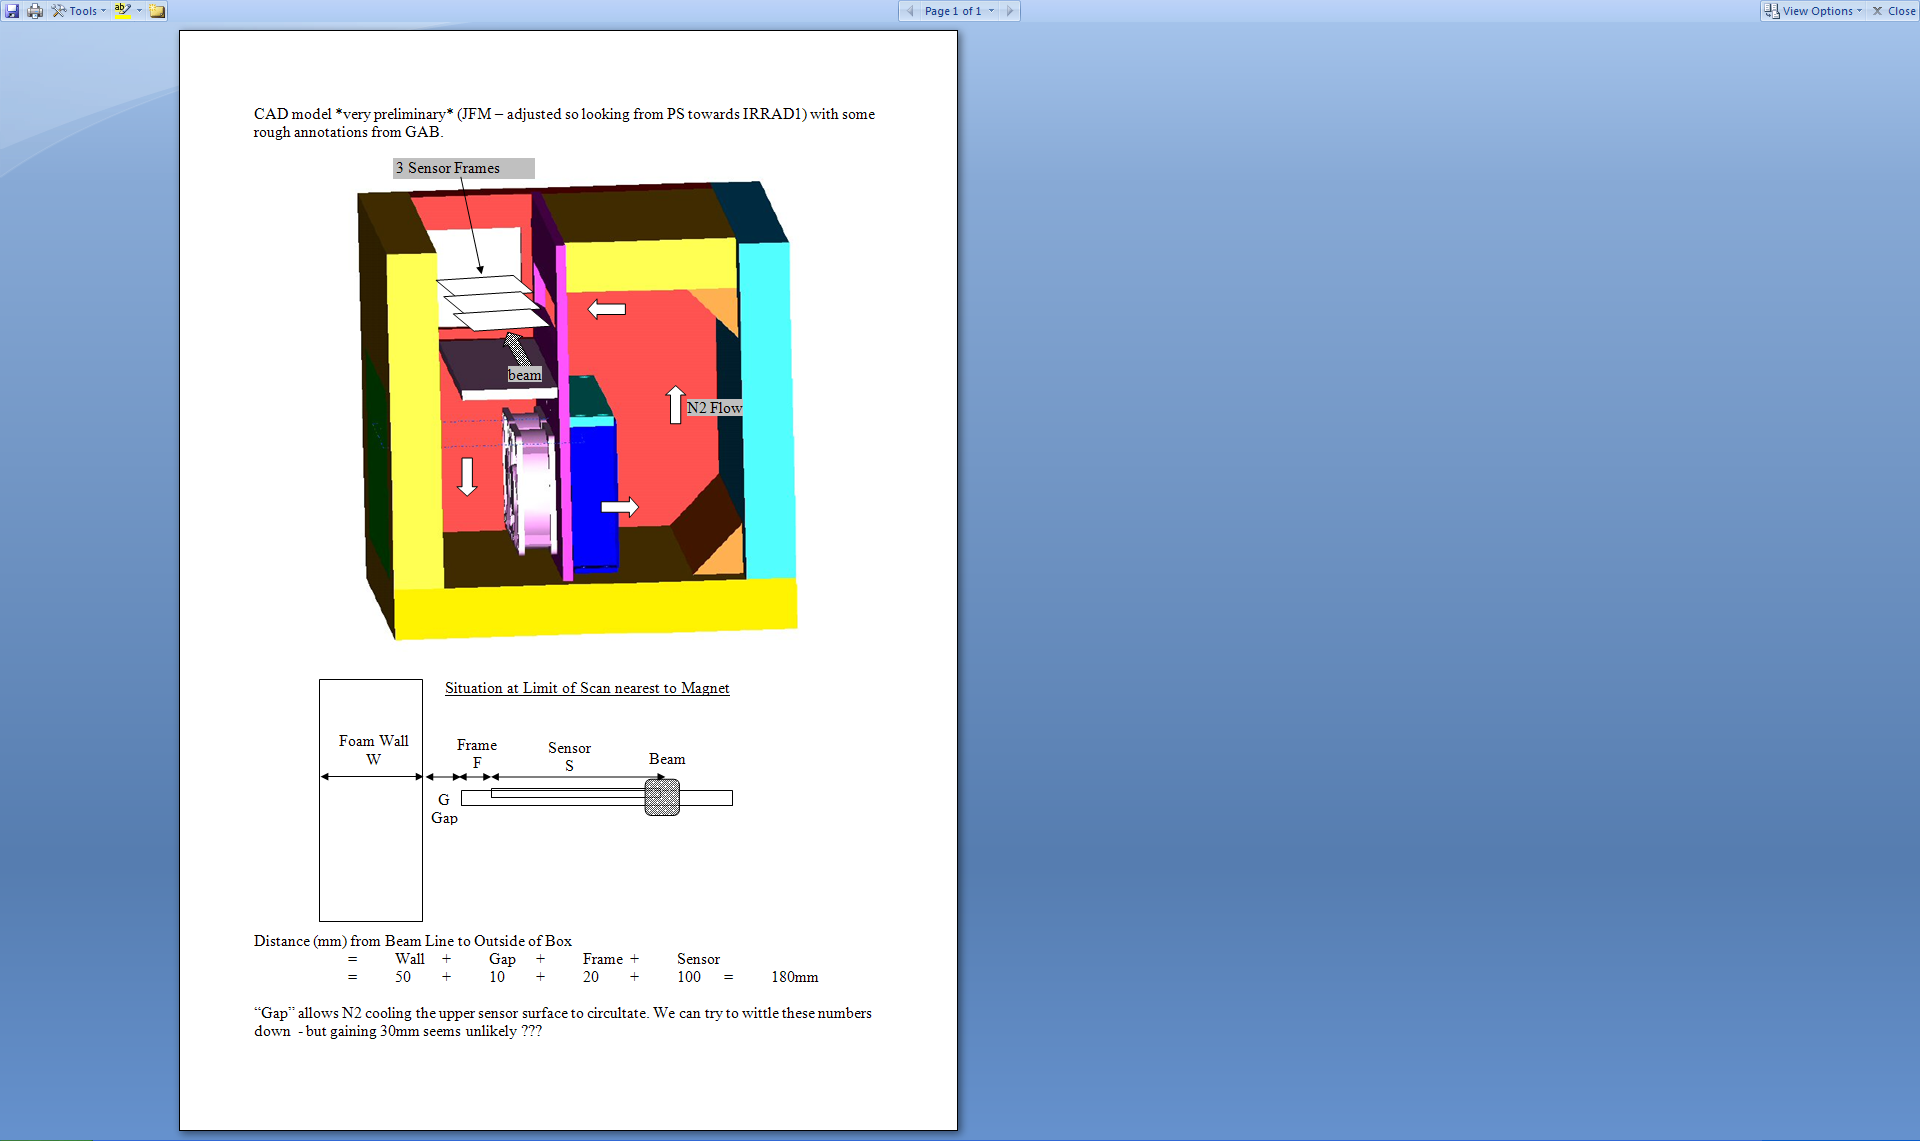 Tools
Page 1 of 1
View Options
Close
CAD model *very preliminary* (JFM – adjusted so looking from PS towards IRRAD1) with some
rough annotations from GAB.
3 Sensor Frames
beam
N2 Flow
Situation at Limit of Scan nearest to Magnet
Foam Wall
W
Frame
F
Sensor
S
Beam
G
Gap
Distance (mm) from Beam Line to Outside of Box
= Wall + Gap + Frame + Sensor
= 50 + 10 + 20 + 100 = 180mm
“Gap” allows N2 cooling the upper sensor surface to circultate. We can try to wittle these numbers
down - but gaining 30mm seems unlikely ???